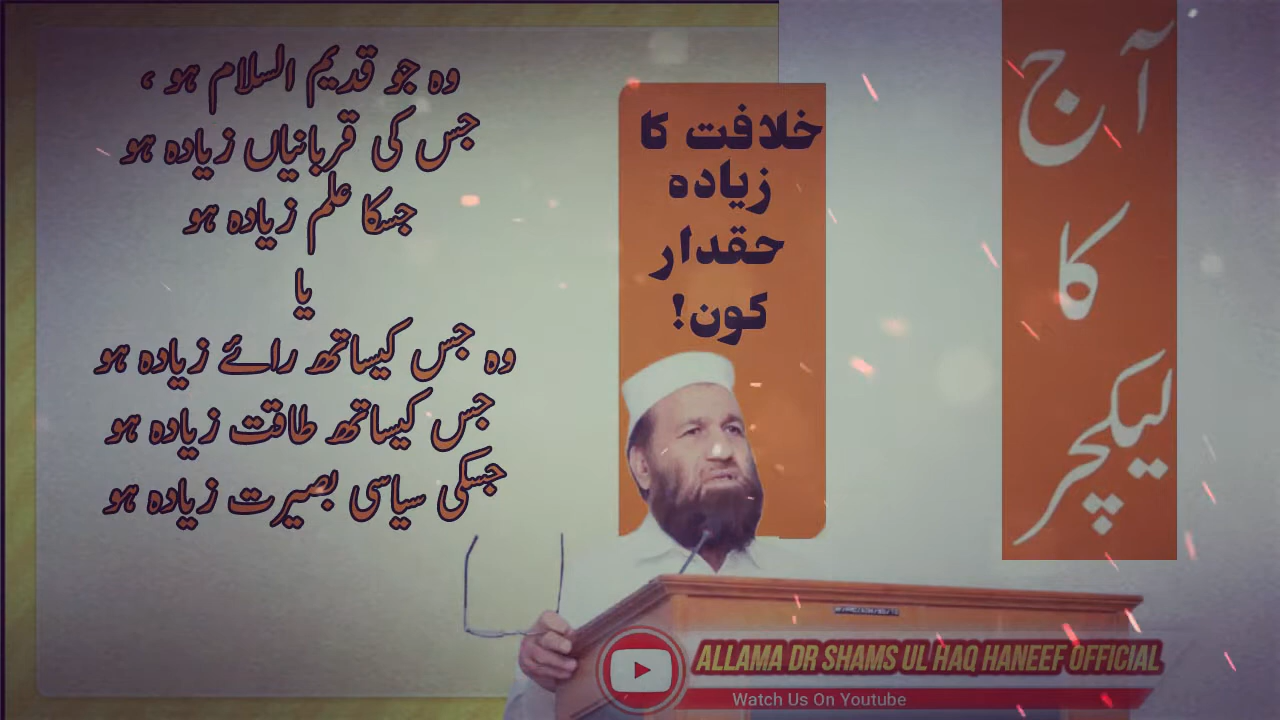 آج
کا
لیکچر
خلافت کا
زیادہ
حقدار
کون!
وہ جو قدیم السلام ہو ،
جس کی قربانیاں زیادہ ہو
جسکا علم زیادہ ہو
یا
وہ جس کیساتھ رائے زیادہ ہو
جس کیساتھ طاقت زیادہ ہو
جسکی سیاسی بصیرت زیادہ ہو
ALLAMA DR SHAMS UL HAQ HANEEF OFFICIAL
Watch Us On Youtube